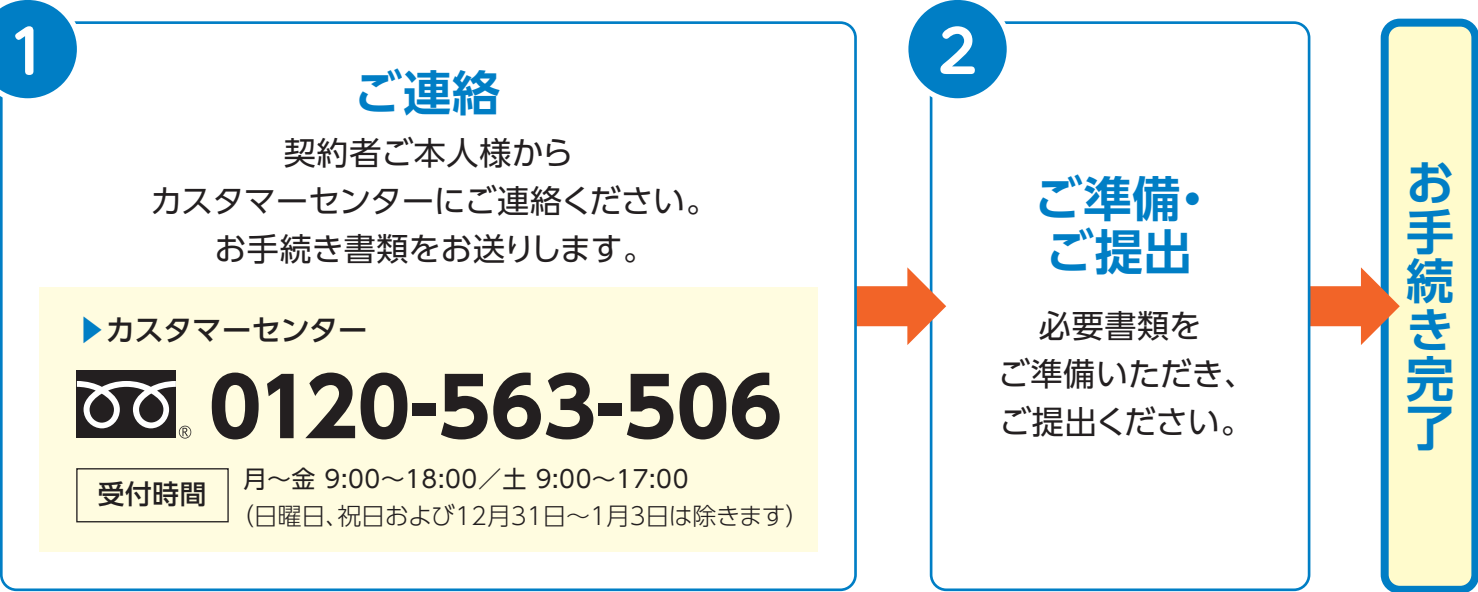 1
ご連絡
契約者ご本人様から
カスタマーセンターにご連絡ください。
お手続き書類をお送りします。
▶カスタマーセンター
® 0120-563-506
受付時間 月~金 9:00~18:00/土 9:00~17:00
(日曜日、祝日および12月31日~1月3日は除きます)
2
ご準備・
ご提出
必要書類を
ご準備いただき、
ご提出ください。
お手続き完了